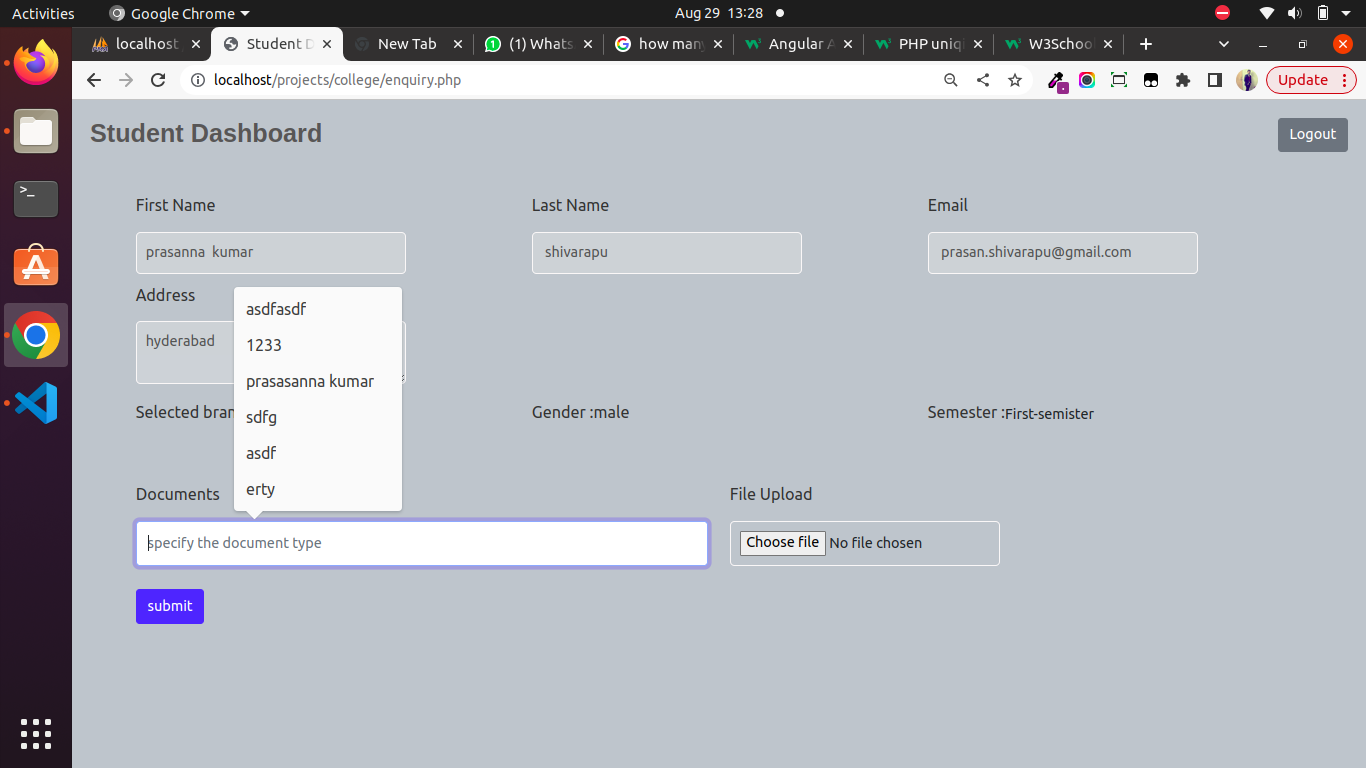 Activities
Google Chrome
Aug 29 13:28
localhost
Student D
New Tab
(1) Whats
how many
Angular A
PHP uniq
W3School
localhost/projects/college/enquiry.php
Update
Student Dashboard
Logout
First Name
Last Name
Email
prasanna kumar
shivarapu
prasan.shivarapu@gmail.com
Address
hyderabad
asdfasdf
1233
prasasanna kumar
sdfg
asdf
erty
Selected bran
Gender :male
Semester :First-semister
Documents
File Upload
specify the document type
Choose file No file chosen
submit